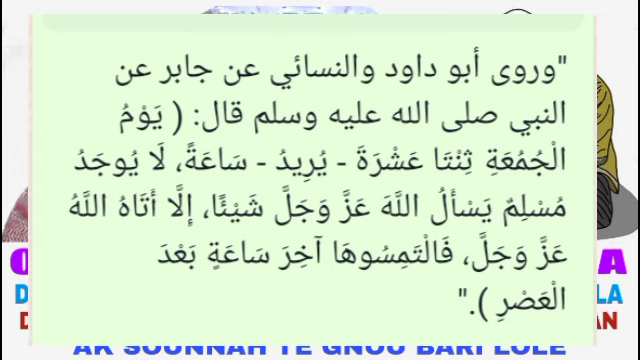 "وروى أبو داود والنسائي عن جابر عن
النبي صلى الله عليه وسلم قال: ( يَوْمُ
الْجُمُعَةِ ثِنْتَا عَشْرَةَ - يُرِيدُ - سَاعَةً، لَا يُوجَدُ
مُسْلِمٌ يَسْأَلُ اللَّهَ عَزَّ وَجَلَّ شَيْئًا، إِلَّا أَتَاهُ اللَّهُ
عَزَّ وَجَلَّ، فَالْتَمِسُوهَا آخِرَ سَاعَةٍ بَعْدَ
الْعَصْرِ )."
AK SOUNNAH TE GNOU BARI LOLE